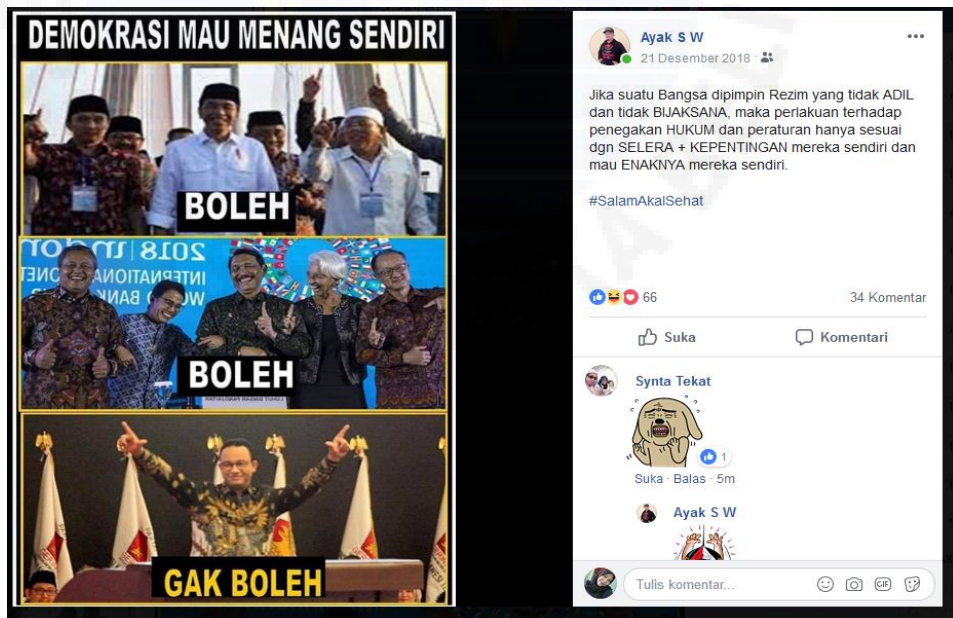 DEMOKRASI MAU MENANG SENDIRI
BOLEH
BOLEH
GAK BOLEH
Ayak S W
21 Desember 2018
Jika suatu Bangsa dipimpin Rezim yang tidak ADIL
dan tidak BIJAKSANA, maka perlakuan terhadap
penegakan HUKUM dan peraturan hanya sesuai
dgn SELERA + KEPENTINGAN mereka sendiri dan
mau ENAKNYA mereka sendiri.
#SalamAkalSehat
66
34 Komentar
Suka
Komentari
Synta Tekat
1
Suka · Balas · 5m
Ayak S W
Tulis komentar...
GIF